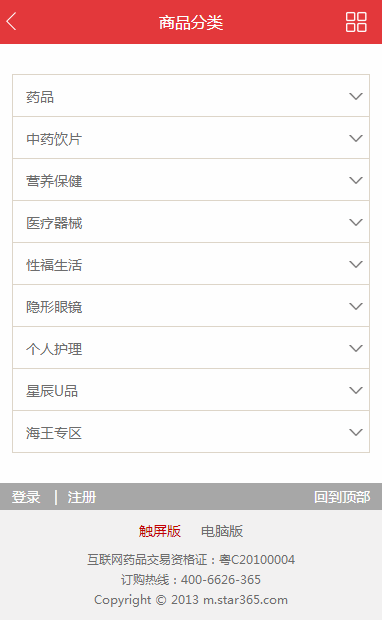 商品分类
药品
中药饮片
营养保健
医疗器械
性福生活
隐形眼镜
个人护理
星辰U品
海王专区
登录 | 注册 回到顶部
触屏版 电脑版
互联网药品交易资格证：粤C20100004
订购热线：400-6626-365
Copyright © 2013 m.star365.com